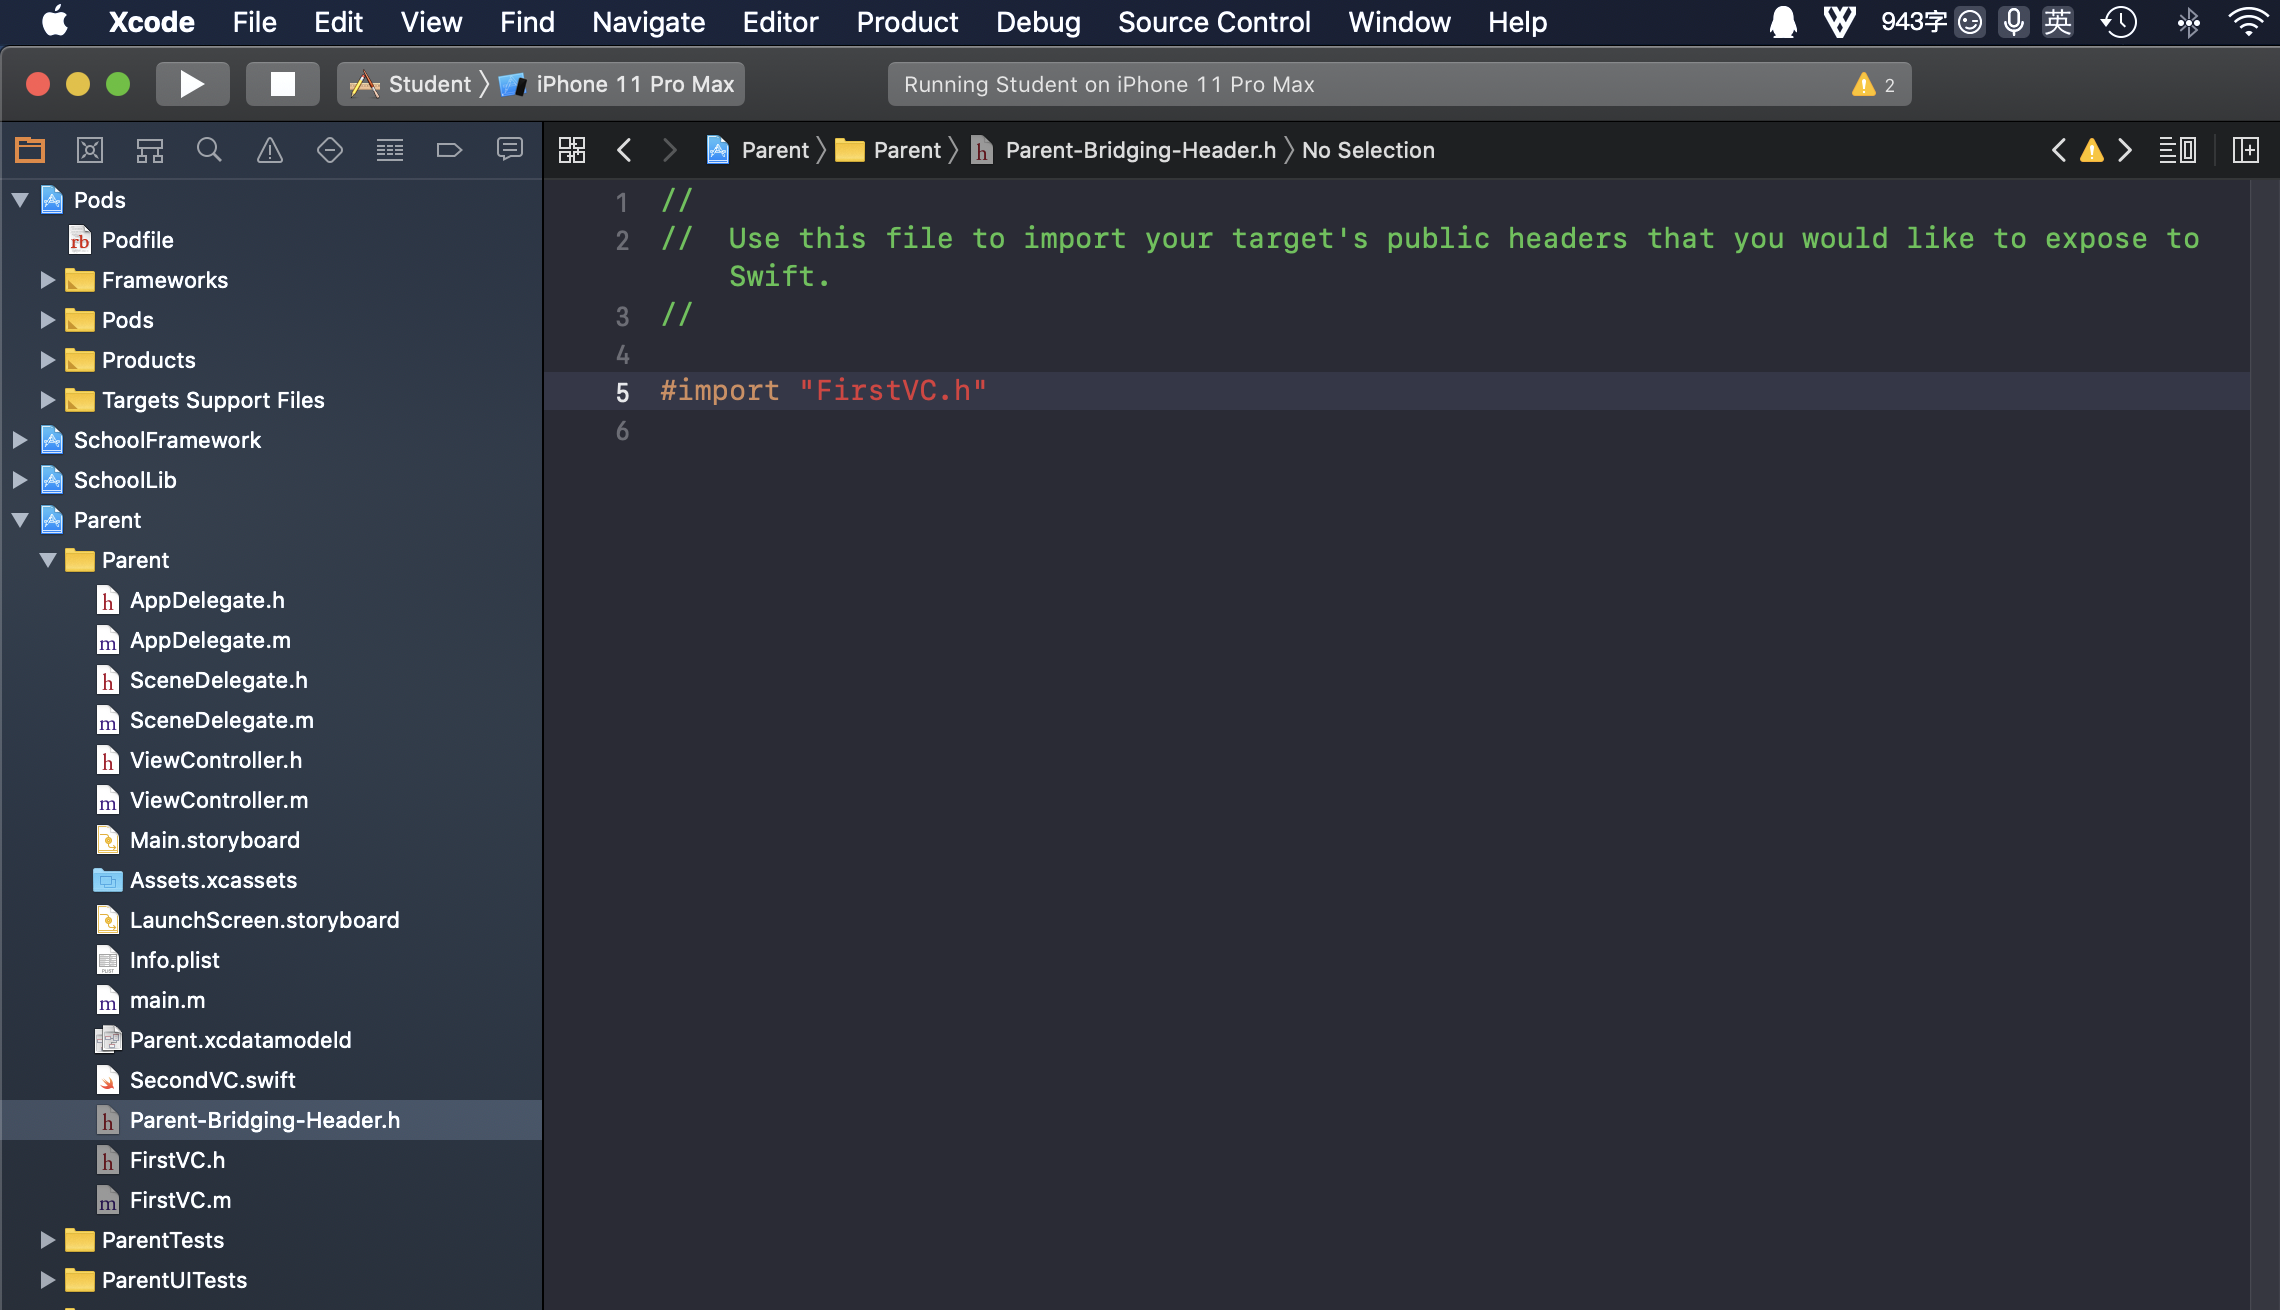 Xcode File Edit View Find Navigate Editor Product Debug Source Control Window Help 943字 英
Student iPhone 11 Pro Max Running Student on iPhone 11 Pro Max 2
Parent Parent h Parent-Bridging-Header.h No Selection
Pods
rb Podfile
Frameworks
Pods
Products
Targets Support Files
SchoolFramework
SchoolLib
Parent
Parent
h AppDelegate.h
m AppDelegate.m
h SceneDelegate.h
m SceneDelegate.m
h ViewController.h
m ViewController.m
Main.storyboard
Assets.xcassets
LaunchScreen.storyboard
Info.plist
m main.m
Parent.xcdatamodeld
SecondVC.swift
h Parent-Bridging-Header.h
h FirstVC.h
m FirstVC.m
ParentTests
ParentUITests
1 //
2 // Use this file to import your target's public headers that you would like to expose to
Swift.
3 //
4
5 #import "FirstVC.h"
6